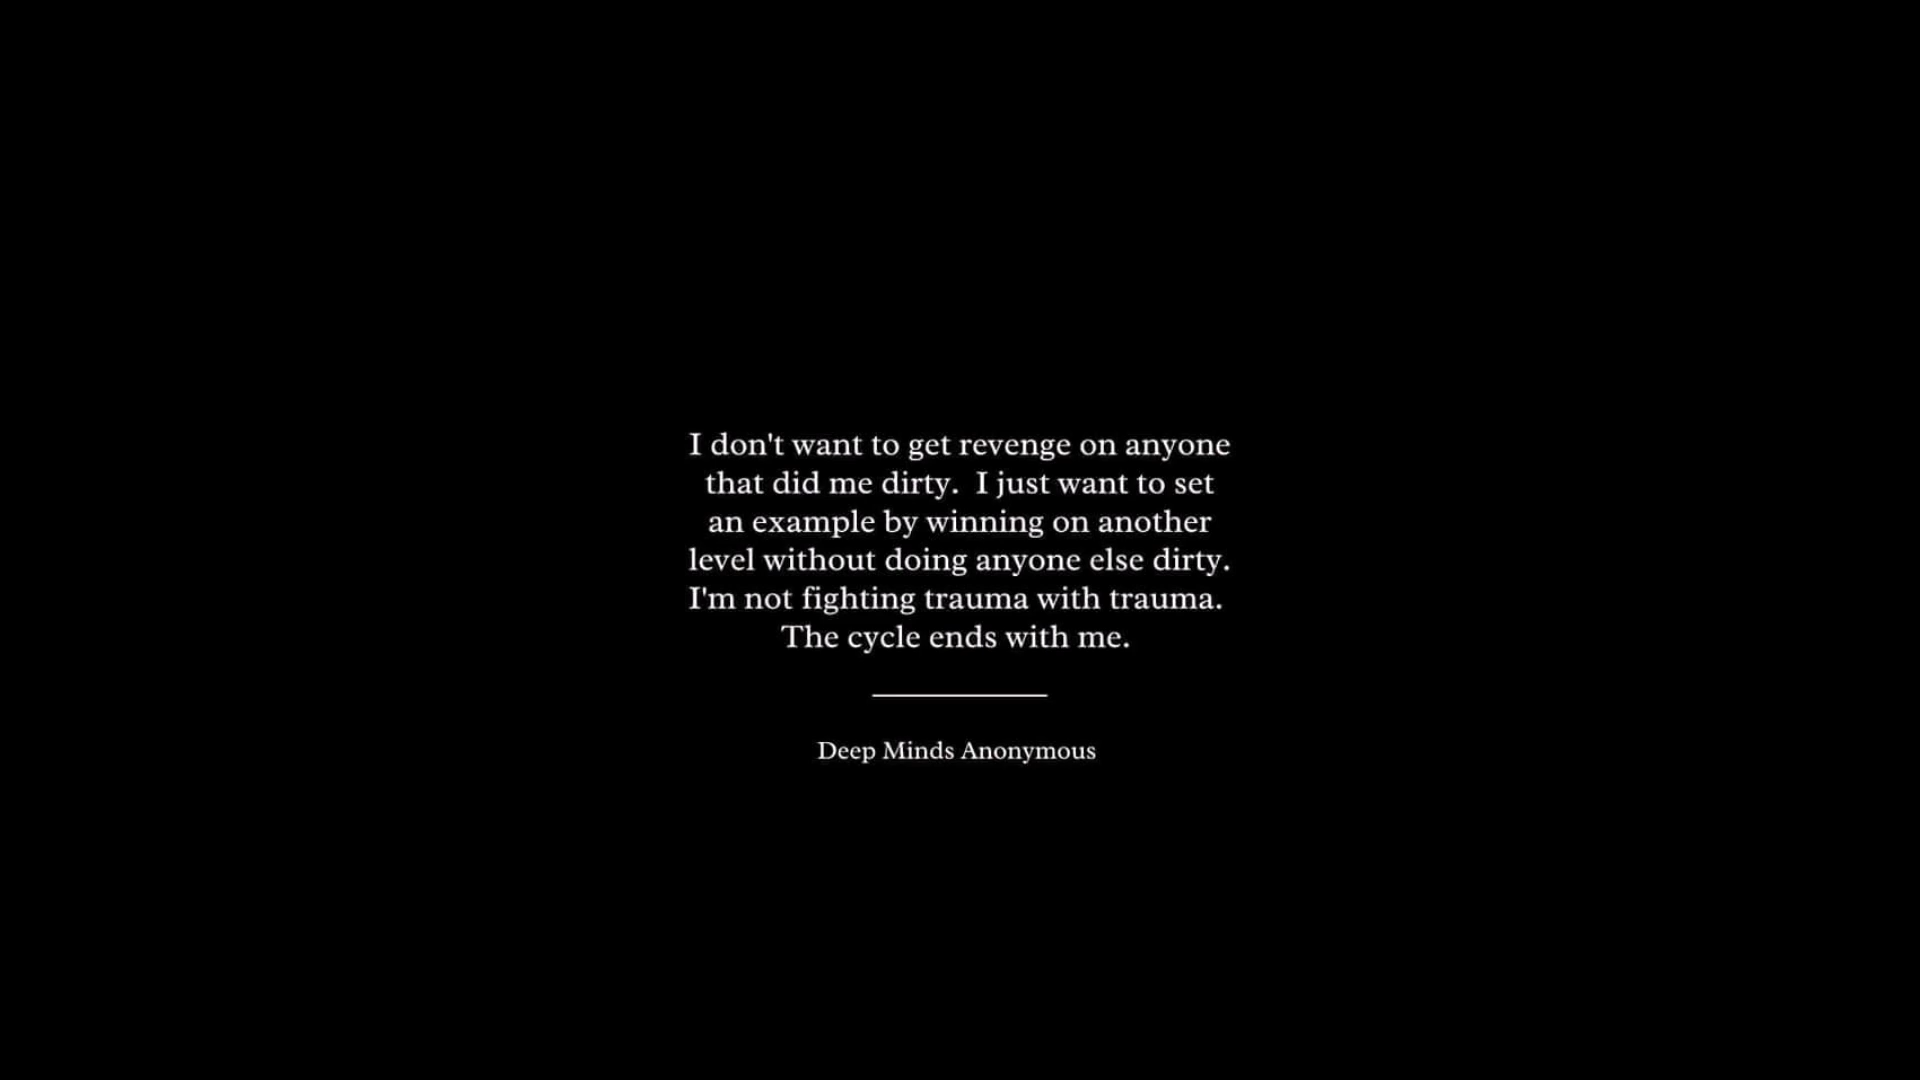 I don't want to get revenge on anyone
that did me dirty.  I just want to set
an example by winning on another
level without doing anyone else dirty.
I'm not fighting trauma with trauma.
The cycle ends with me.
Deep Minds Anonymous